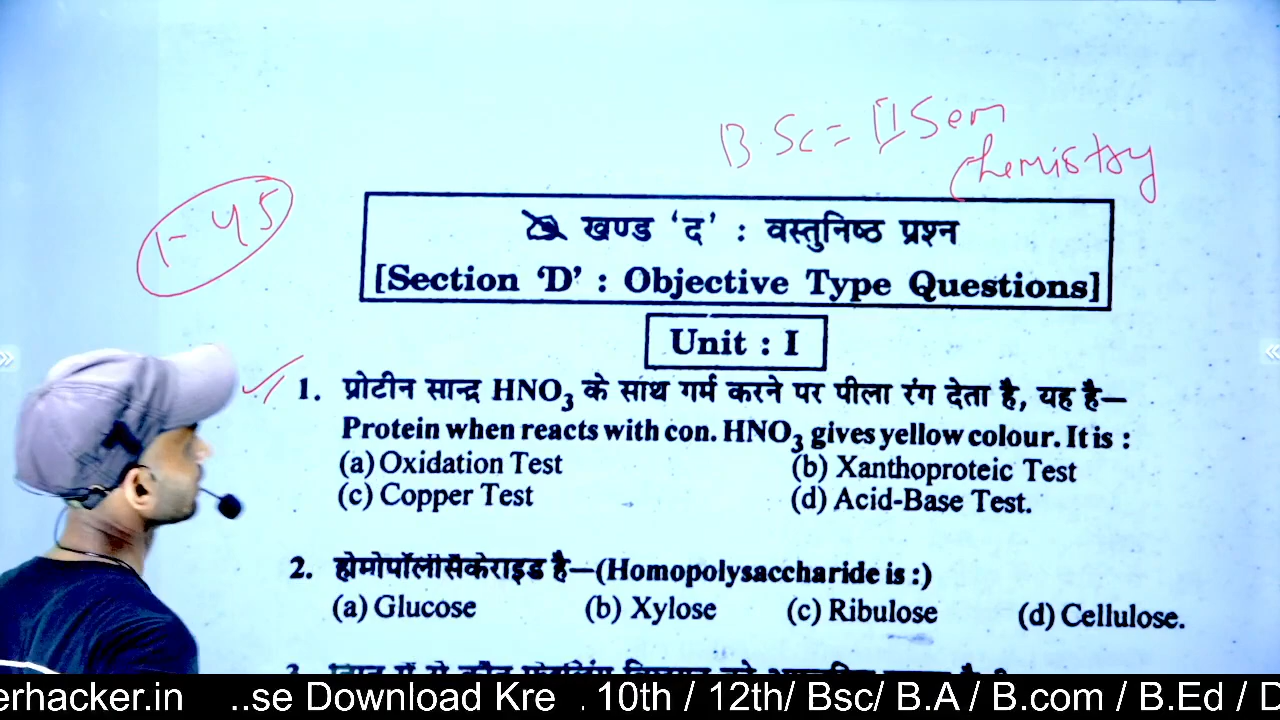 B.Sc = II Sem
Chemistry
1- 45
खण्ड ‘द’ : वस्तुनिष्ठ प्रश्न
[Section ‘D’ : Objective Type Questions]
Unit : I
1. प्रोटीन सान्द्र HNO₃ के साथ गर्म करने पर पीला रंग देता है, यह है—
Protein when reacts with con. HNO₃ gives yellow colour. It is :
(a) Oxidation Test (b) Xanthoproteic Test
(c) Copper Test (d) Acid-Base Test.
2. होमोपॉलीसैकेराइड है—(Homopolysaccharide is :)
(a) Glucose (b) Xylose (c) Ribulose (d) Cellulose.
erhacker.in ..se Download Kre . 10th / 12th/ Bsc/ B.A / B.com / B.Ed / D